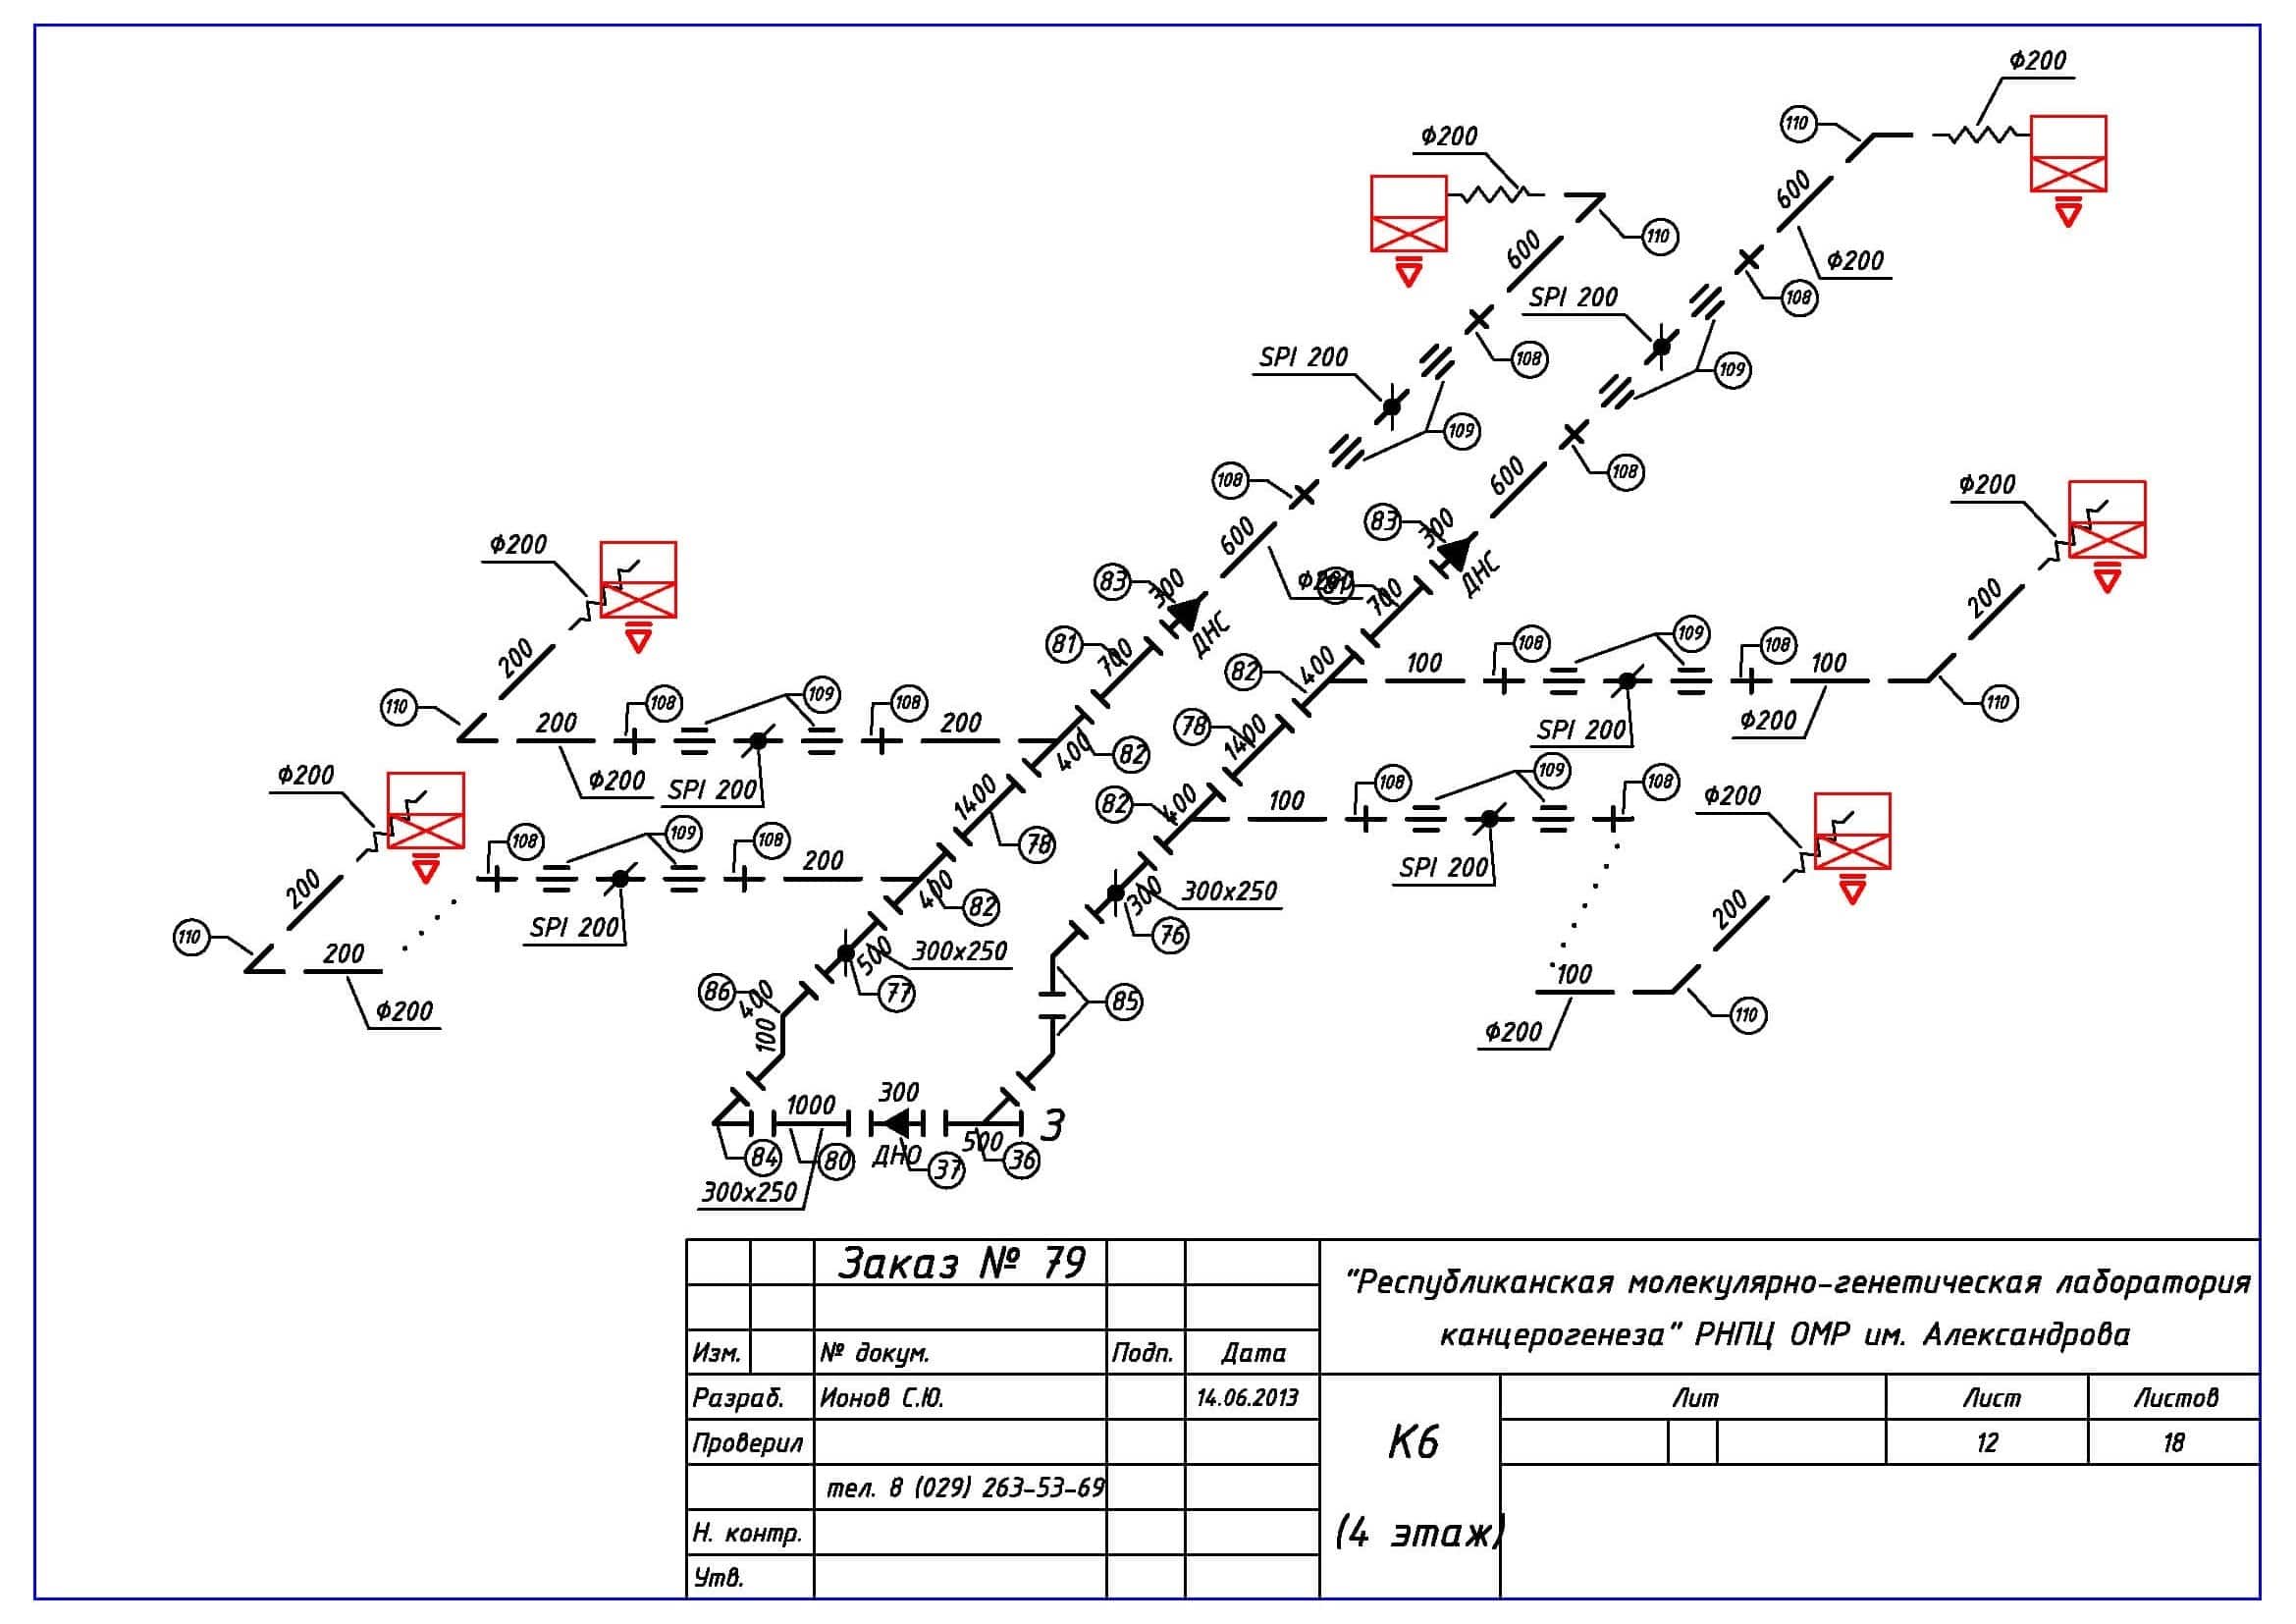 ϕ200
ϕ200
110
600
110
600
ϕ200
108
SPI 200
SPI 200
108
109
109
108
108
600
ϕ200
ϕ200
83
300
ДНС
600
83
300
ДНС
ϕ200
81
700
700
200
200
82
400
100
108
109
108
100
110
110
200
108
109
108
200
ϕ200
SPI 200
400
82
78
1400
SPI 200
ϕ200
ϕ200
1400
78
82
400
100
108
109
108
ϕ200
SPI 200
200
108
109
108
200
400
82
300
300x250
76
200
110
SPI 200
200
ϕ200
500
300x250
77
86
400
100
85
100
ϕ200
110
1000
300
З
84
80
ДНО
37
500
36
300x250
Заказ № 79
"Республиканская молекулярно-генетическая лаборатория
канцерогенеза" РНПЦ ОМР им. Александрова
Изм.
№ докум.
Подп.
Дата
Разраб.
Ионов С.Ю.
14.06.2013
Лит
Лист
Листов
Проверил
К6
12
18
тел. 8 (029) 263-53-69
Н. контр.
(4 этаж)
Утв.